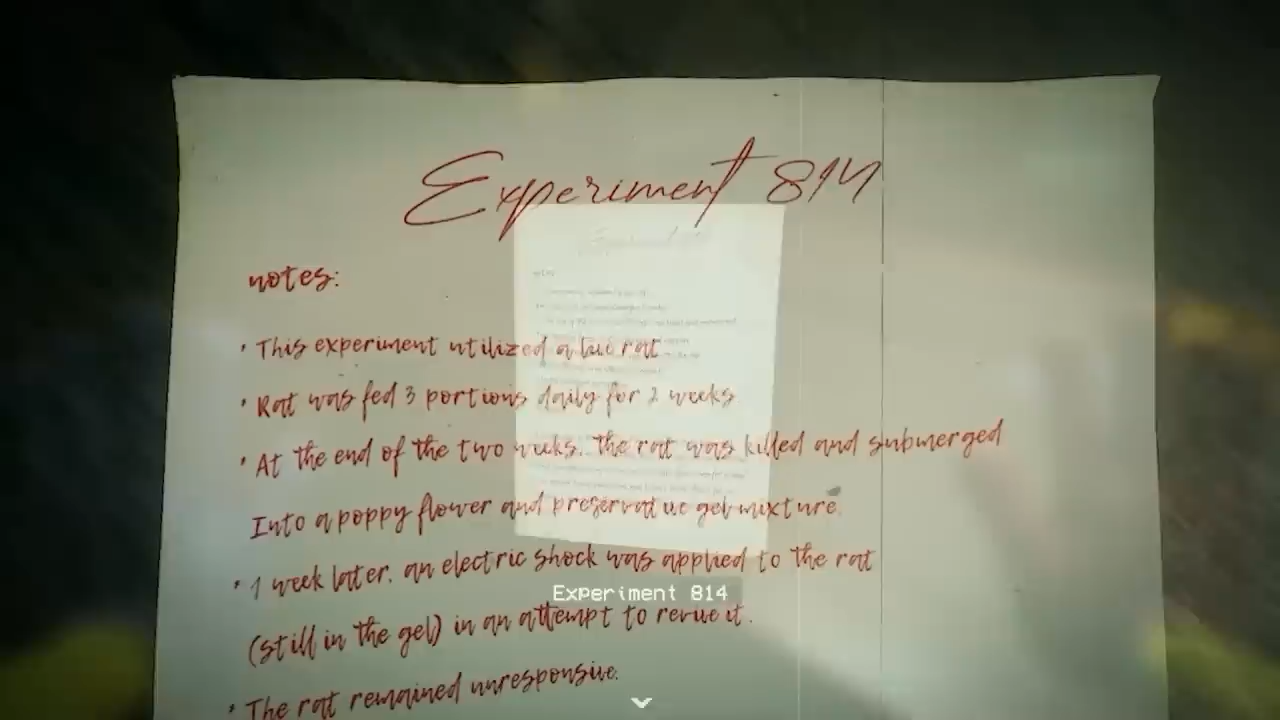 Experiment 814
notes:
• This experiment utilized a live rat
• Rat was fed 3 portions daily for 2 weeks
• At the end of the two weeks, the rat was killed and submerged
Into a poppy flower and preservative gel mixture.
• 1 week later, an electric shock was applied to the rat
Experiment 814
(still in the gel) in an attempt to revive it.
• The rat remained unresponsive.